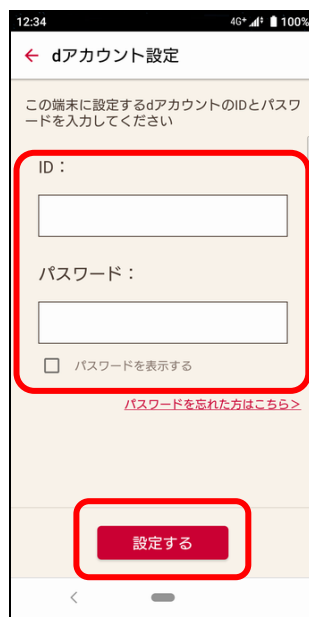 12:34 4G+ 100%
← dアカウント設定
この端末に設定するdアカウントのIDとパスワ
ードを入力してください
ID：
パスワード：
パスワードを表示する
パスワードを忘れた方はこちら＞
設定する